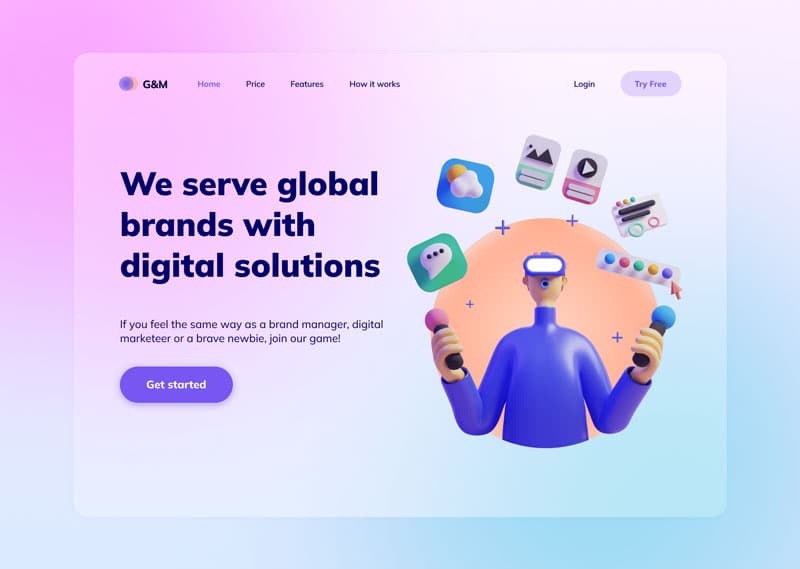 G&M
Home
Price
Features
How it works
Login
Try Free
We serve global
brands with
digital solutions
If you feel the same way as a brand manager, digital
marketeer or a brave newbie, join our game!
Get started